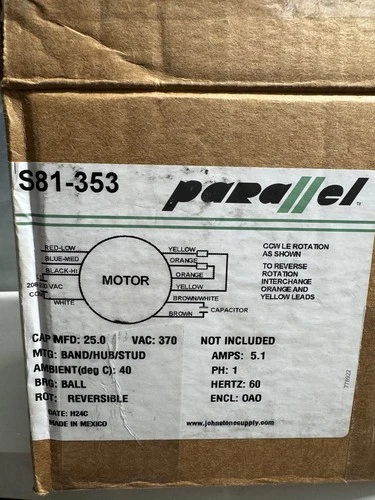 S81-353
parallel
TM
RED-LOW
BLUE-MED
BLACK-HI
VAC
WHITE
MOTOR
YELLOW
ORANGE
ORANGE
YELLOW
BROWN/WHITE
CAPACITOR
BROWN
CCW LE ROTATION
AS SHOWN
TO REVERSE
ROTATION
INTERCHANGE
ORANGE AND
YELLOW LEADS
CAP MFD: 25.0 VAC: 370 NOT INCLUDED
MTG: BAND/HUB/STUD AMPS: 5.1
AMBIENT(deg C): 40 PH: 1
BRG: BALL HERTZ: 60
ROT: REVERSIBLE ENCL: OAO
DATE: H24C
MADE IN MEXICO
www.johnstonesupply.com